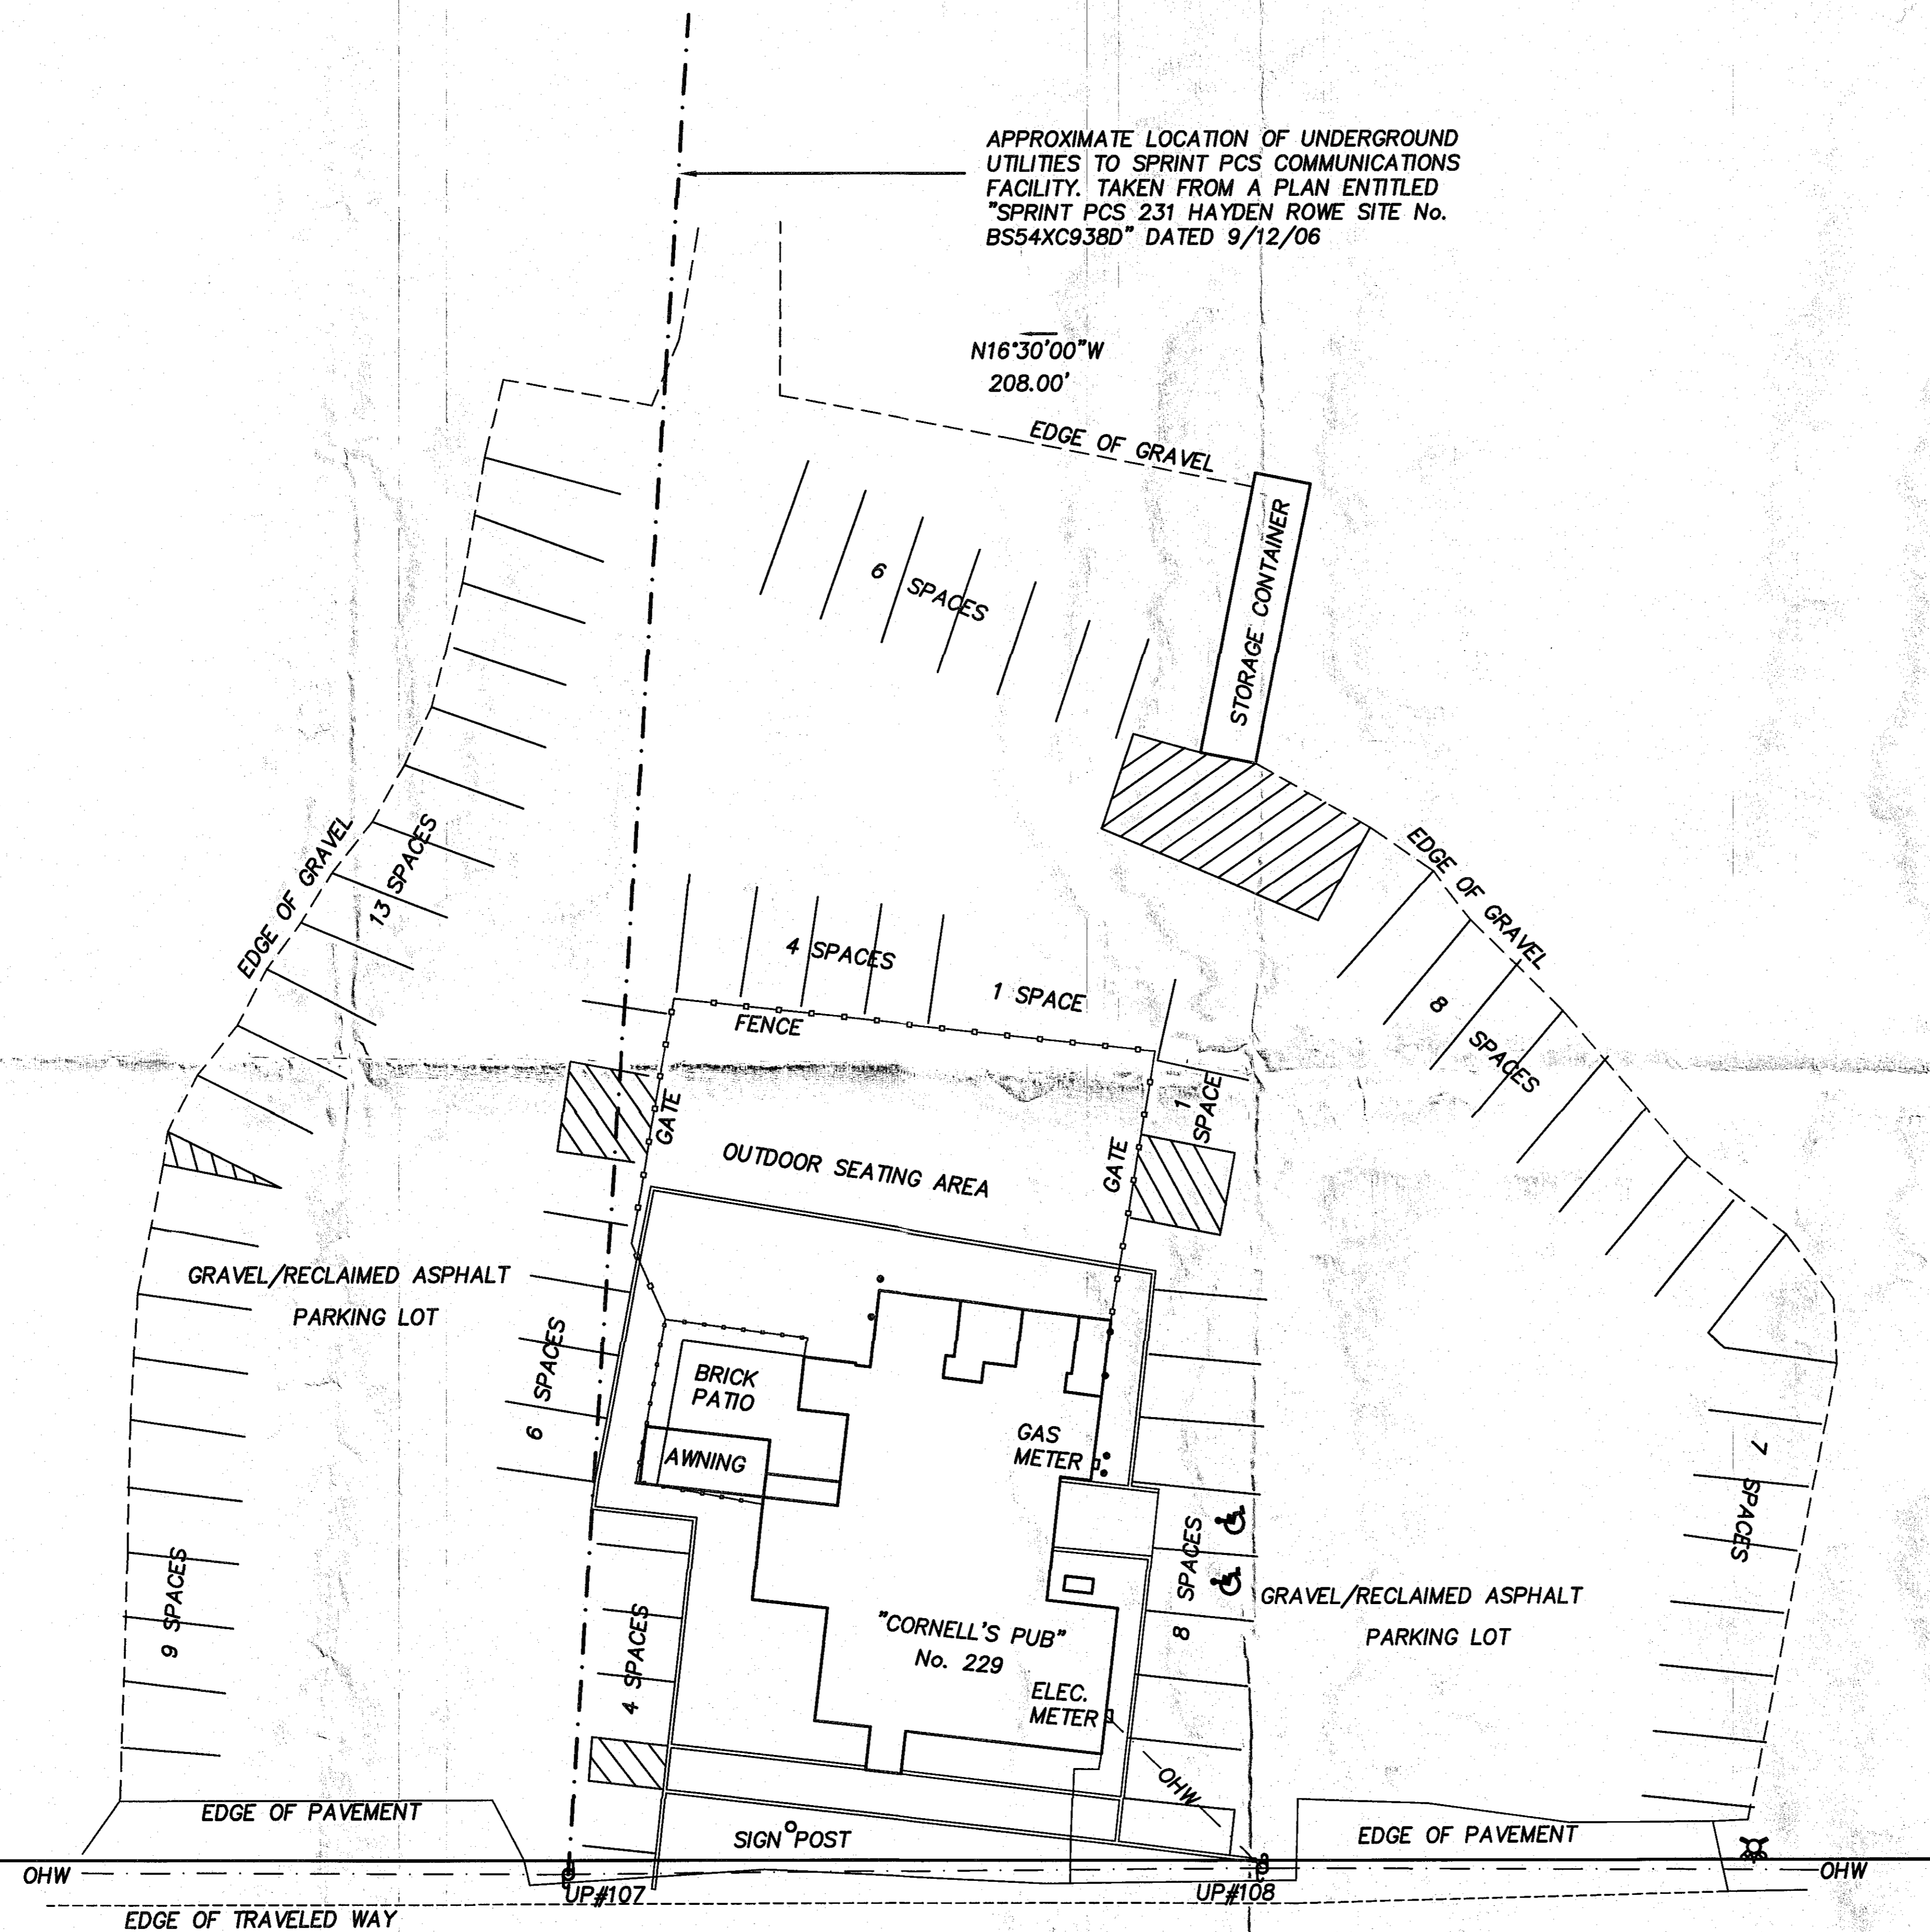 APPROXIMATE LOCATION OF UNDERGROUND
UTILITIES TO SPRINT PCS COMMUNICATIONS
FACILITY. TAKEN FROM A PLAN ENTITLED
"SPRINT PCS 231 HAYDEN ROWE SITE No.
BS54XC938D" DATED 9/12/06
N16°30'00"W
208.00'
EDGE OF GRAVEL
STORAGE CONTAINER
6 SPACES
EDGE OF GRAVEL
13 SPACES
EDGE OF GRAVEL
4 SPACES
1 SPACE
FENCE
8 SPACES
1
SPACE
GATE
GATE
OUTDOOR SEATING AREA
GRAVEL/RECLAIMED ASPHALT
PARKING LOT
6 SPACES
BRICK
PATIO
AWNING
GAS
METER
7 SPACES
8 SPACES
9 SPACES
4 SPACES
GRAVEL/RECLAIMED ASPHALT
PARKING LOT
"CORNELL'S PUB"
No. 229
ELEC.
METER
OHW
EDGE OF PAVEMENT
SIGN POST
EDGE OF PAVEMENT
OHW
OHW
UP#107
UP#108
EDGE OF TRAVELED WAY